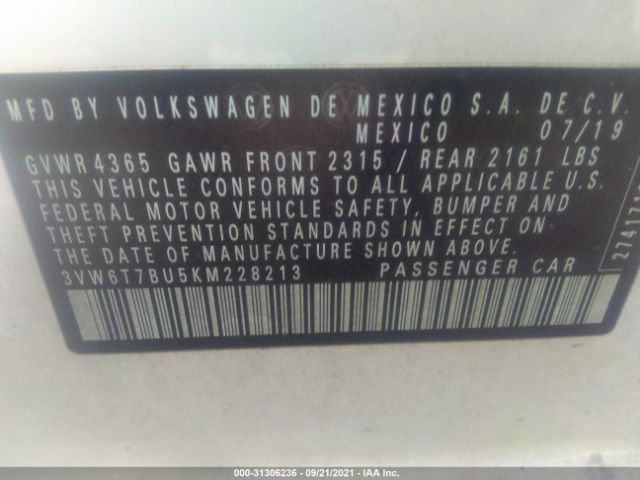 MFD BY VOLKSWAGEN DE MEXICO S.A. DE C.V.
MEXICO 07/19
GVWR 4365 GAWR FRONT 2315 / REAR 2161 LBS
THIS VEHICLE CONFORMS TO ALL APPLICABLE U.S.
FEDERAL MOTOR VEHICLE SAFETY, BUMPER AND
THEFT PREVENTION STANDARDS IN EFFECT ON
THE DATE OF MANUFACTURE SHOWN ABOVE.
3VW6T7BU5KM228213 PASSENGER CAR
000-31306236 - 09/21/2021 - IAA Inc.